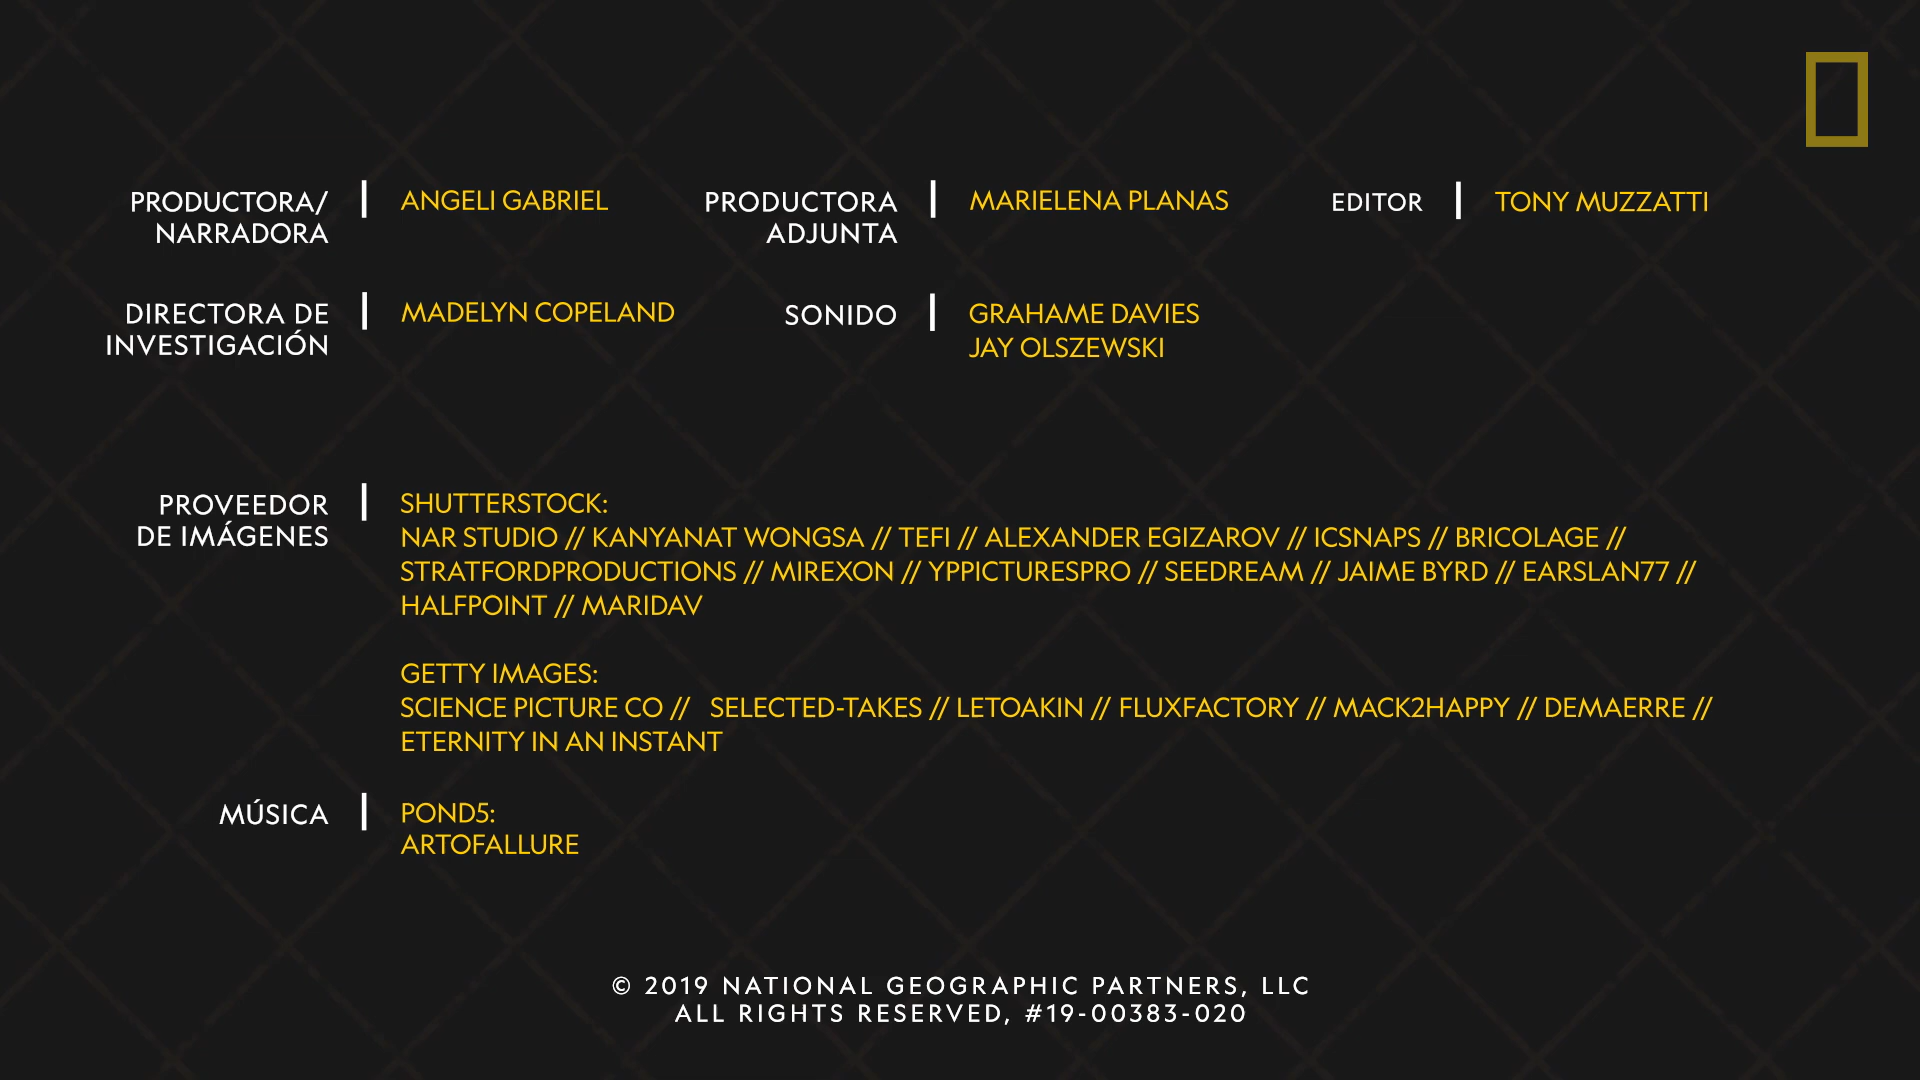 PRODUCTORA/
NARRADORA
ANGELI GABRIEL
PRODUCTORA
ADJUNTA
MARIELENA PLANAS
EDITOR
TONY MUZZATTI
DIRECTORA DE
INVESTIGACIÓN
MADELYN COPELAND
SONIDO
GRAHAME DAVIES
JAY OLSZEWSKI
PROVEEDOR
DE IMÁGENES
SHUTTERSTOCK:
NAR STUDIO // KANYANAT WONGSA // TEFI // ALEXANDER EGIZAROV // ICSNAPS // BRICOLAGE //
STRATFORDPRODUCTIONS // MIREXON // YPPICTURESPRO // SEEDREAM // JAIME BYRD // EARSLAN77 //
HALFPOINT // MARIDAV
GETTY IMAGES:
SCIENCE PICTURE CO // SELECTED-TAKES // LETOAKIN // FLUXFACTORY // MACK2HAPPY // DEMAERRE //
ETERNITY IN AN INSTANT
MÚSICA
POND5:
ARTOFALLURE
© 2019 NATIONAL GEOGRAPHIC PARTNERS, LLC
ALL RIGHTS RESERVED, #19-00383-020